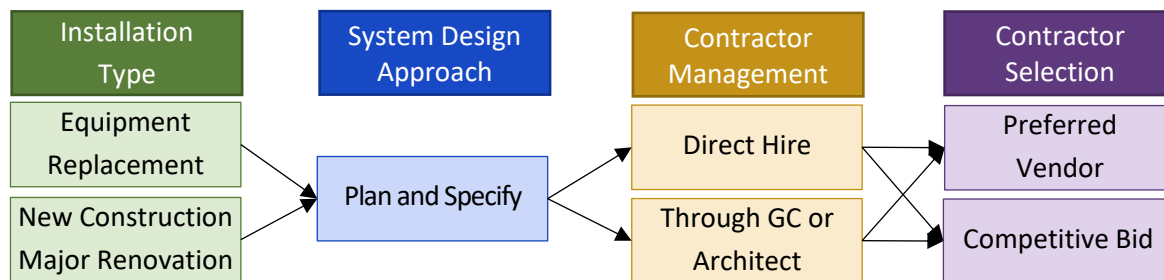 Installation
Type
System Design
Approach
Contractor
Management
Contractor
Selection
Equipment
Replacement
New Construction
Major Renovation
Plan and Specify
Direct Hire
Through GC or
Architect
Preferred
Vendor
Competitive Bid